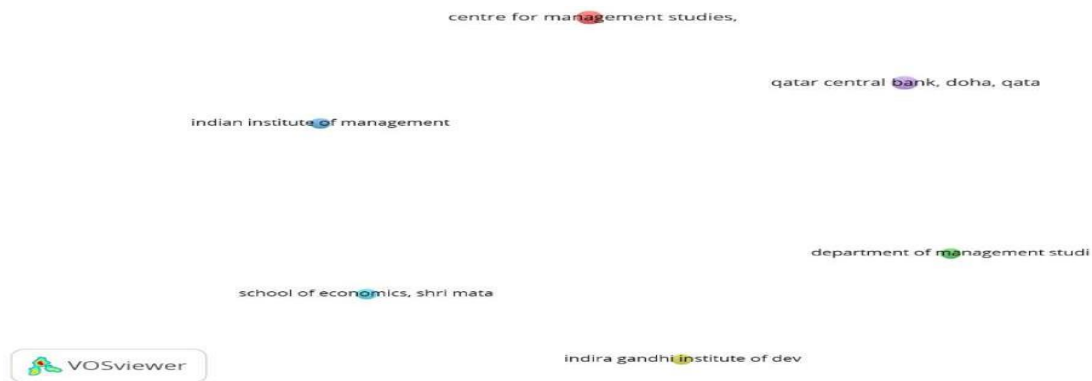 centre for management studies,
qatar central bank, doha, qata
indian institute of management
department of management studi
school of economics, shri mata
indira gandhi institute of dev
VOSviewer